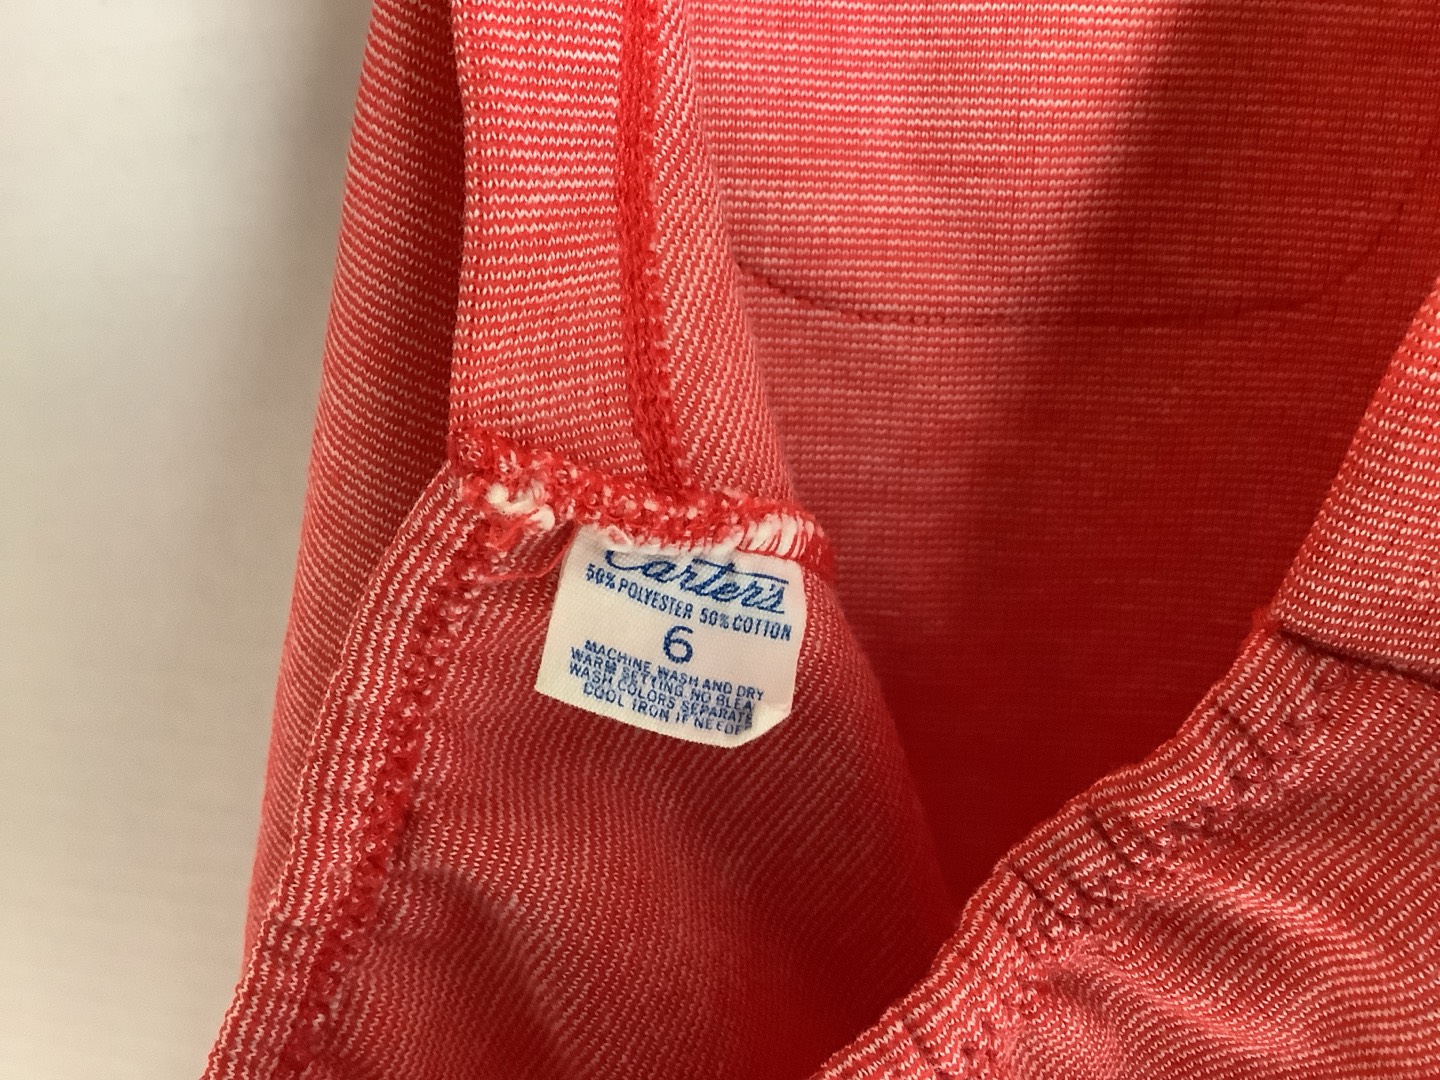 Carter's
50% POLYESTER 50% COTTON
6
MACHINE WASH AND DRY
WARM SETTING. NO BLEA
WASH COLORS SEPARATE
COOL IRON IF NEEDE